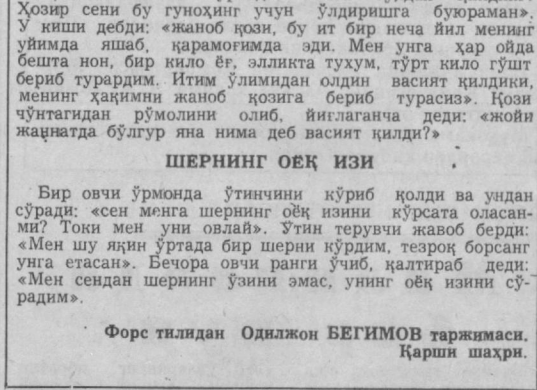 Ҳозир сени бу гуноҳинг учун ўлдиришга буюраман».
У киши дебди: «жаноб қози, бу ит бир неча йил менинг
уйимда яшаб, қарамоғимда эди. Мен унга ҳар ойда
бешта нон, бир кило ёғ, элликта тухум, тўрт кило гўшт
бериб турардим. Итим ўлимидан олдин васият қилдики,
менинг ҳақимни жаноб қозига бериб турасиз». Қози
чўнтагидан рўмолини олиб, йиғлаганча деди: «жойи
жаннатда бўлгур яна нима деб васият қилди?»
ШЕРНИНГ ОЁҚ ИЗИ
Бир овчи ўрмонда ўтинчини кўриб қолди ва ундан
сўради: «сен менга шернинг оёқ изини кўрсата оласан-
ми? Токи мен уни овлай». Ўтин терувчи жавоб берди:
«Мен шу яқин ўртада бир шерни кўрдим, тезроқ борсанг
унга етасан». Бечора овчи ранги ўчиб, қалтираб деди:
«Мен сендан шернинг ўзини эмас, унинг оёқ изини сў-
радим».
Форс тилидан Одилжон БЕГИМОВ таржимаси.
Қарши шаҳри.